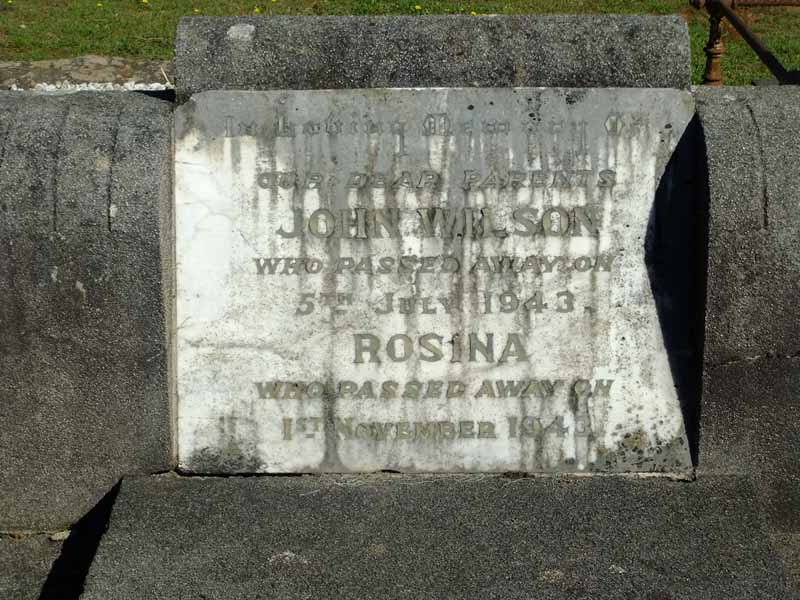 In Loving Memory Of
OUR DEAR PARENTS
JOHN WILSON
WHO PASSED AWAY ON
5TH JULY 1943.
ROSINA
WHO PASSED AWAY ON
1ST NOVEMBER